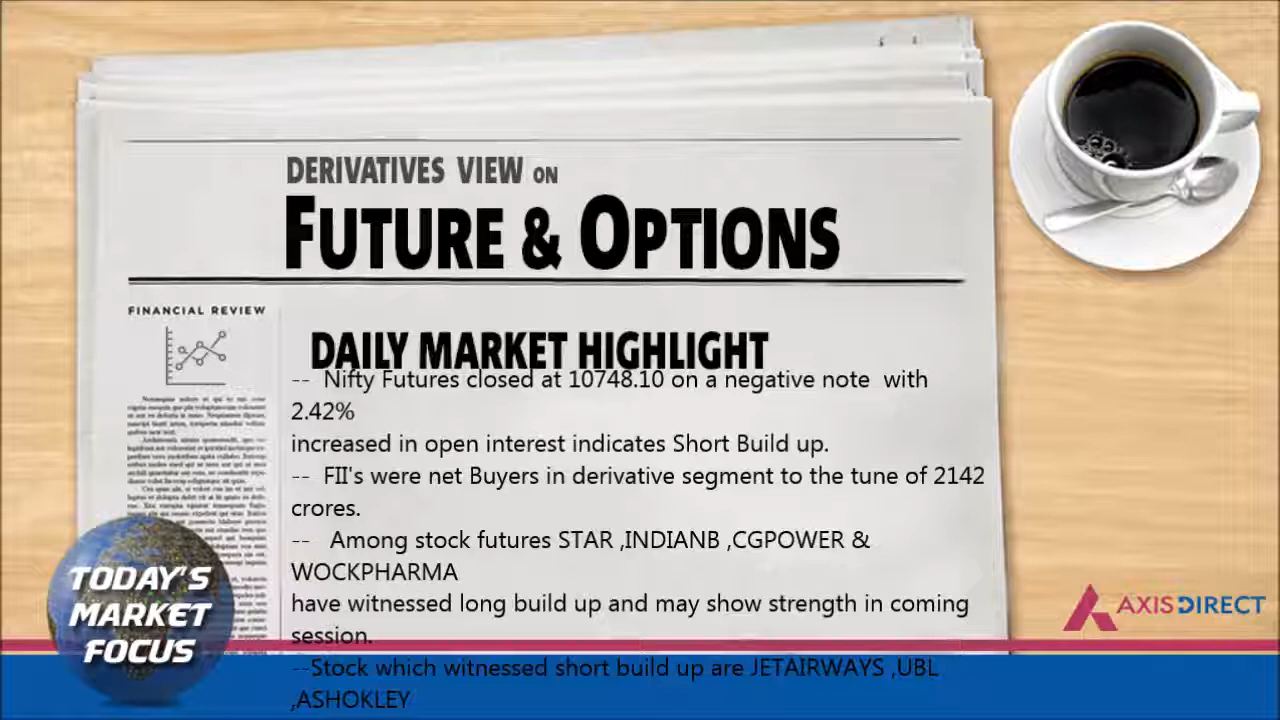 DERIVATIVES VIEW ON
FUTURE & OPTIONS
FINANCIAL REVIEW
DAILY MARKET HIGHLIGHT
-- Nifty Futures closed at 10748.10 on a negative note with
2.42%
increased in open interest indicates Short Build up.
-- FII's were net Buyers in derivative segment to the tune of 2142
crores.
-- Among stock futures STAR ,INDIANB ,CGPOWER &
WOCKPHARMA
have witnessed long build up and may show strength in coming
session.
--Stock which witnessed short build up are JETAIRWAYS ,UBL
,ASHOKLEY
TODAY'S
MARKET
FOCUS
AXIS DIRECT